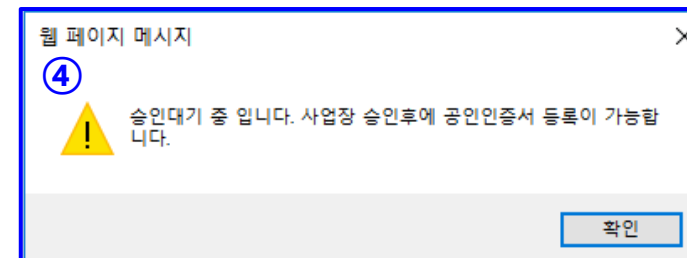 웹 페이지 메시지
④
승인대기 중 입니다. 사업장 승인후에 공인인증서 등록이 가능합
니다.
확인